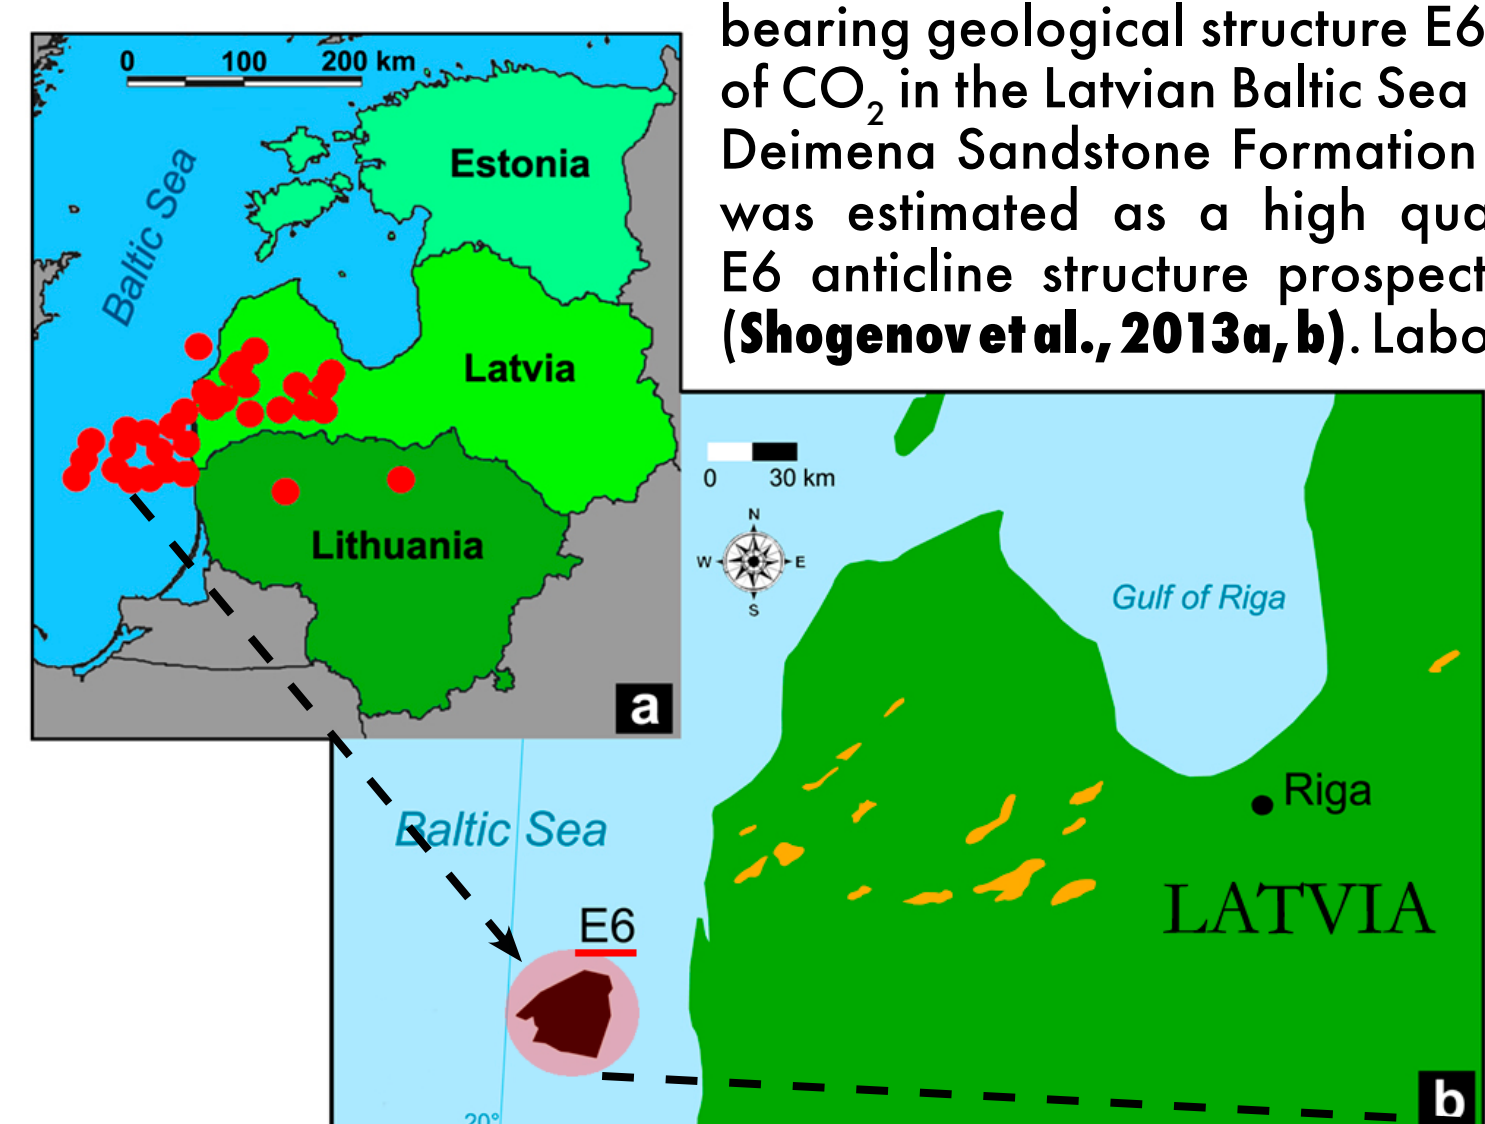 bearing geological structure E6
of CO₂ in the Latvian Baltic Sea
Deimena Sandstone Formation
was estimated as a high qua
E6 anticline structure prospect
(Shogenov et al., 2013a, b). Labo
0 100 200 km
Baltic Sea
Estonia
Latvia
Lithuania
a
0 30 km
N
W E
S
Gulf of Riga
Riga
Baltic Sea
LATVIA
E6
b
20°